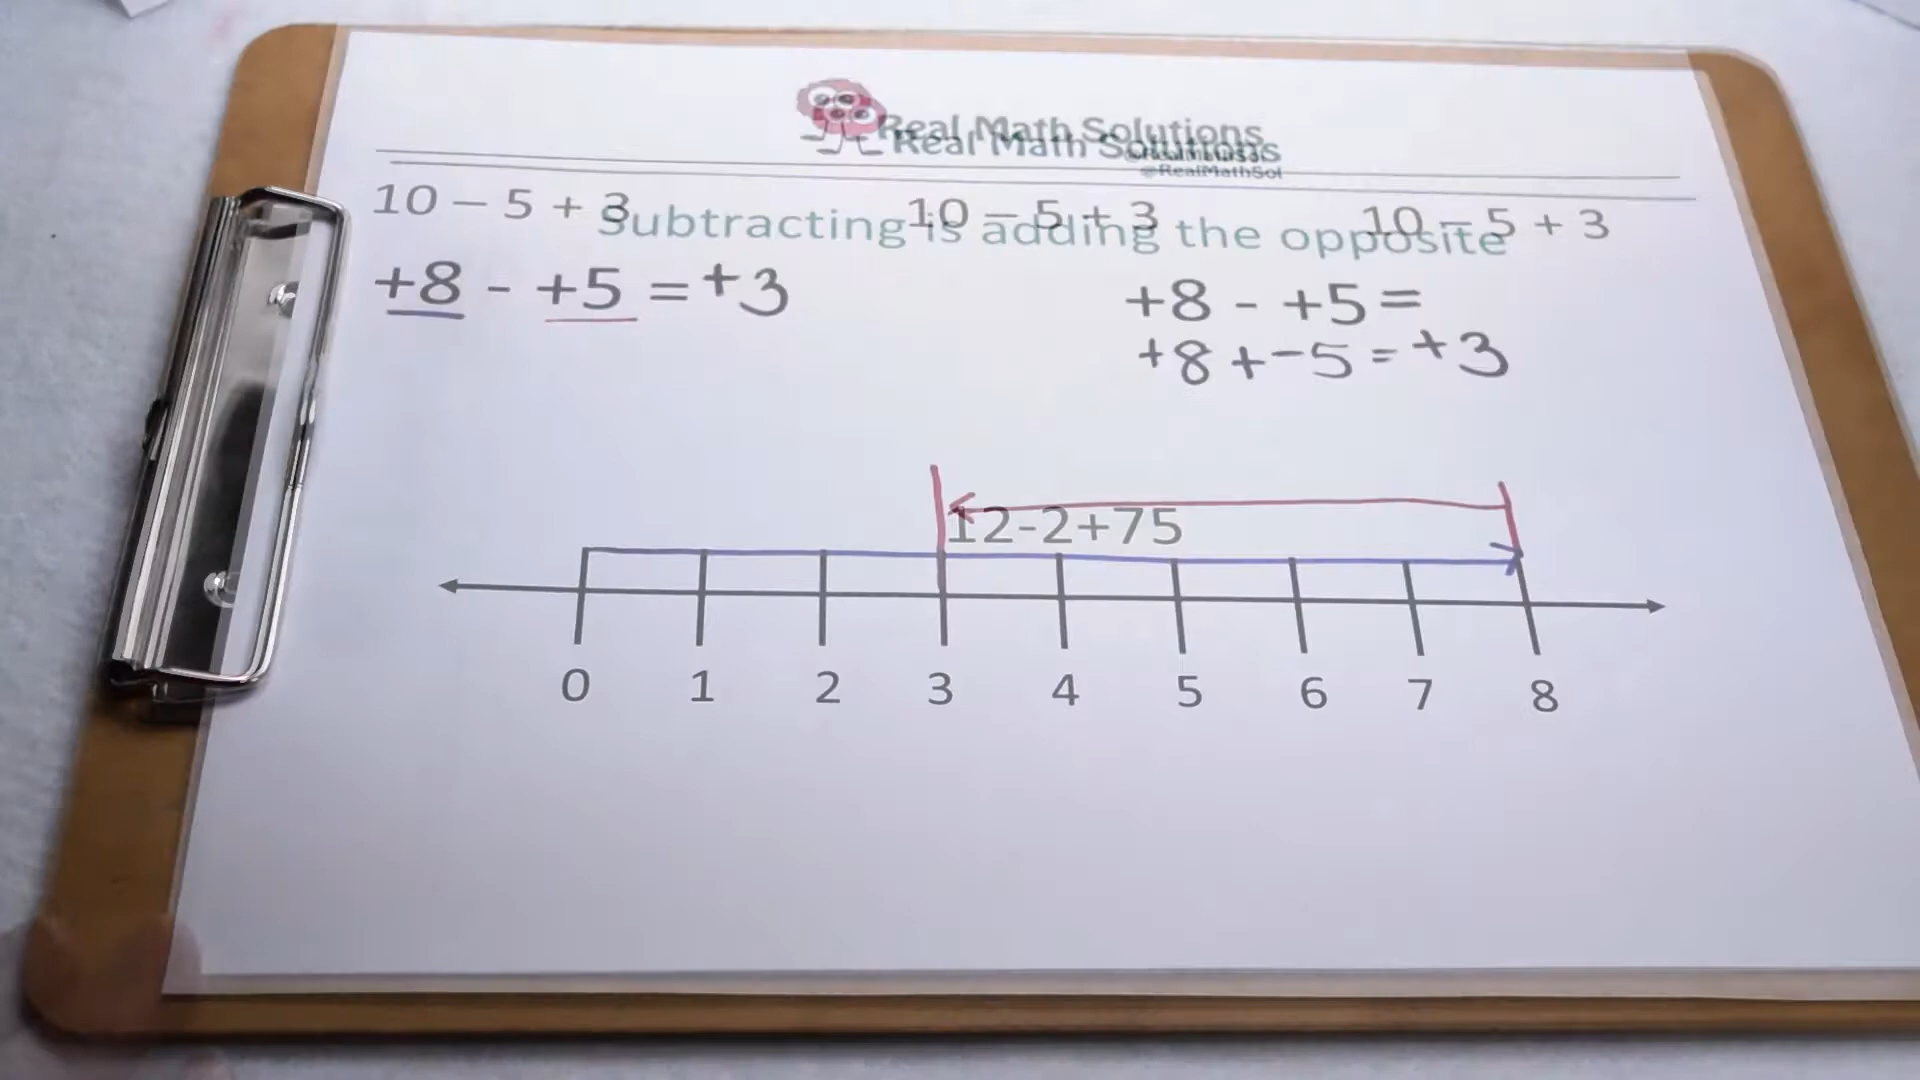 Real Math Solutions
@RealMathSol
Real Math Solutions
@RealMathSol
10 – 5 + 3 10 – 5 + 3 10 – 5 + 3
Subtracting is adding the opposite
+8 - +5 = +3 +8 - +5 =
+8 + -5 = +3
12-2+75
0 1 2 3 4 5 6 7 8